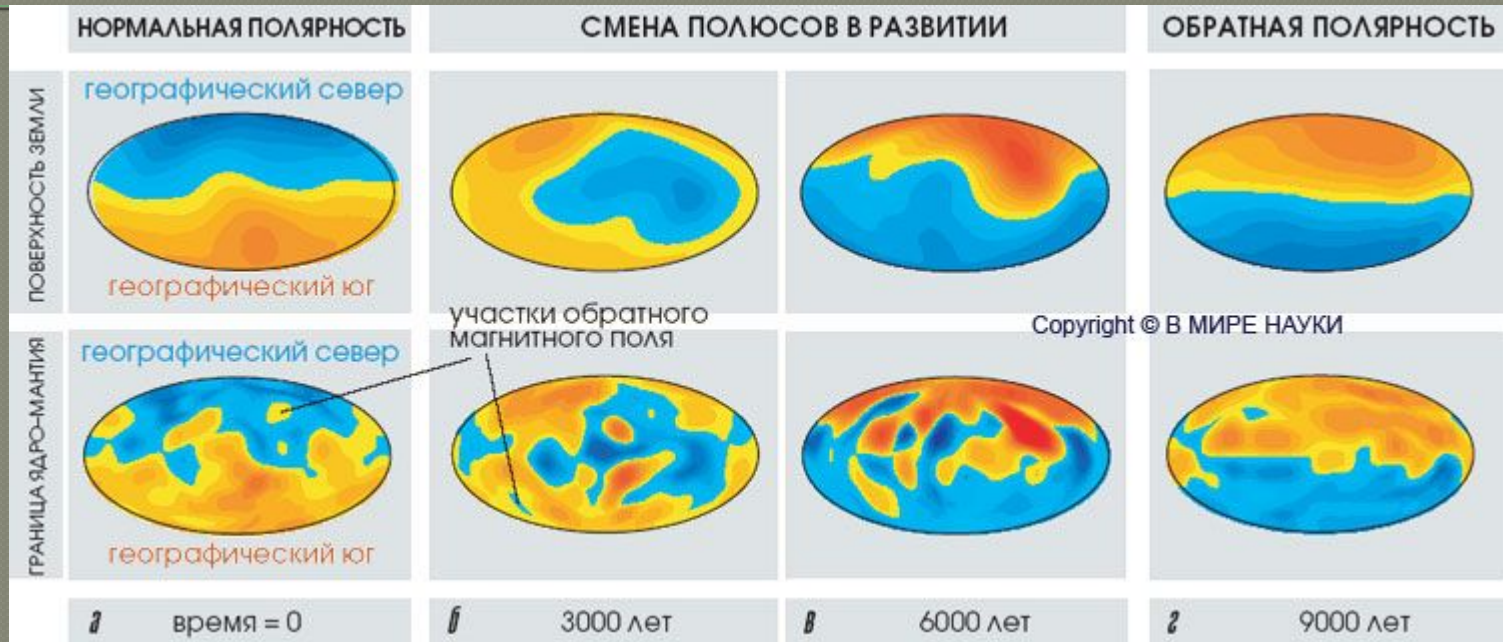 НОРМАЛЬНАЯ ПОЛЯРНОСТЬ
СМЕНА ПОЛЮСОВ В РАЗВИТИИ
ОБРАТНАЯ ПОЛЯРНОСТЬ
ПОВЕРХНОСТЬ ЗЕМЛИ
географический север
географический юг
участки обратного
магнитного поля
Copyright © В МИРЕ НАУКИ
ГРАНИЦА ЯДРО–МАНТИЯ
географический север
географический юг
а время = 0
б 3000 лет
в 6000 лет
г 9000 лет